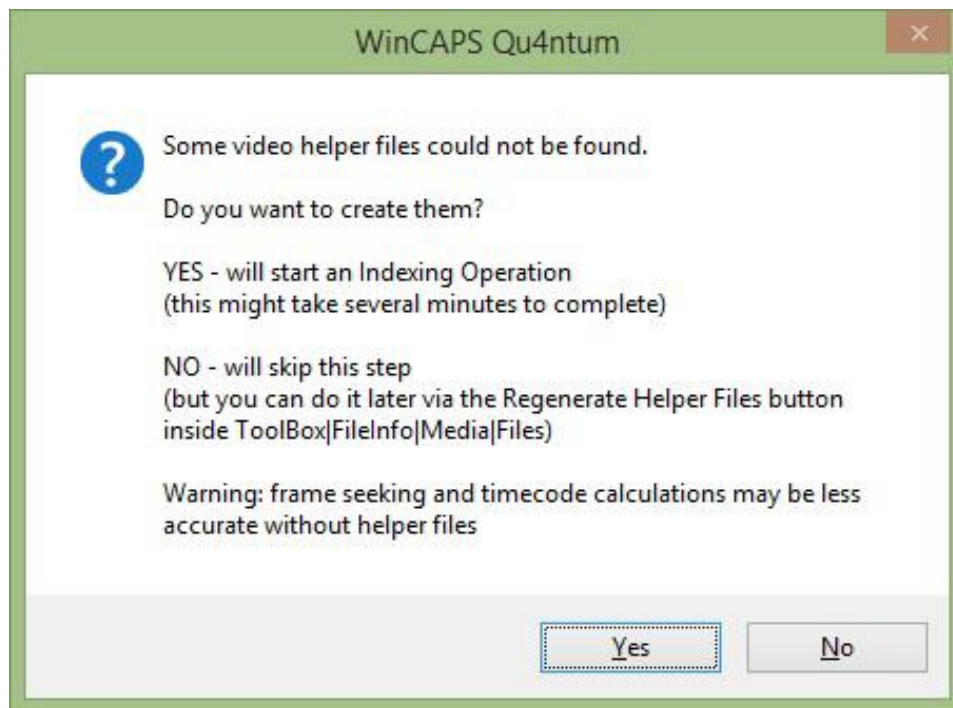 WinCAPS Qu4ntum
Some video helper files could not be found.
Do you want to create them?
YES - will start an Indexing Operation
(this might take several minutes to complete)
NO - will skip this step
(but you can do it later via the Regenerate Helper Files button
inside ToolBox|FileInfo|Media|Files)
Warning: frame seeking and timecode calculations may be less
accurate without helper files
Yes
No